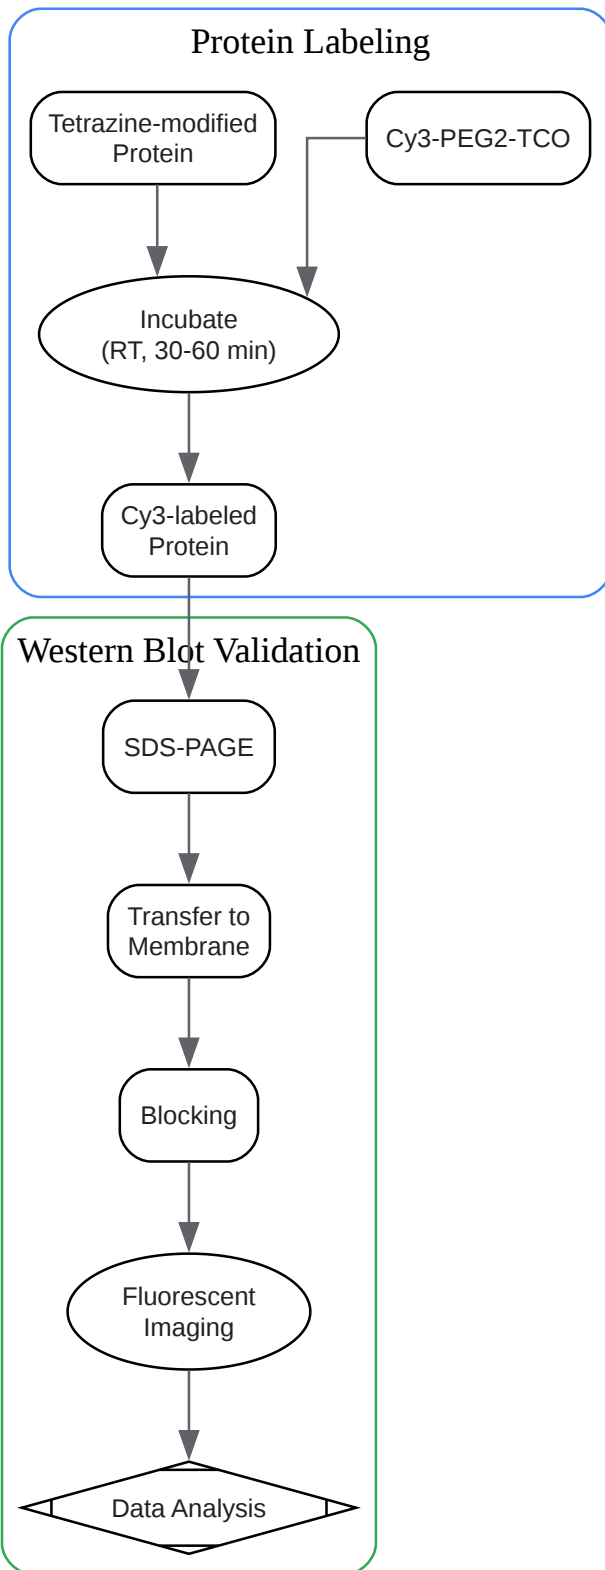 Protein Labeling
Tetrazine-modified
Protein
Cy3-PEG2-TCO
Incubate
(RT, 30-60 min)
Cy3-labeled
Protein
Western Blot Validation
SDS-PAGE
Transfer to
Membrane
Blocking
Fluorescent
Imaging
Data Analysis